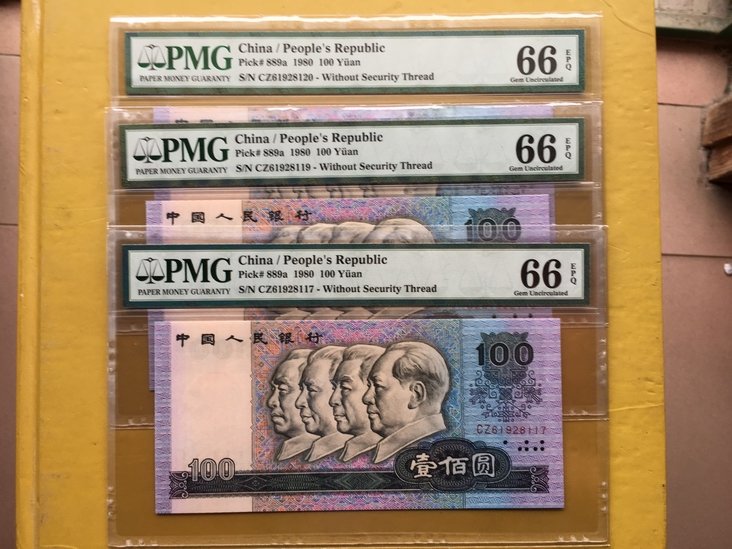 PMG
PAPER MONEY GUARANTY
China / People's Republic
Pick# 889a 1980 100 Yüan
S/N CZ61928120 - Without Security Thread
66 EPQ
Gem Uncirculated
PMG
PAPER MONEY GUARANTY
China / People's Republic
Pick# 889a 1980 100 Yüan
S/N CZ61928119 - Without Security Thread
66 EPQ
Gem Uncirculated
中国人民银行
100
PMG
PAPER MONEY GUARANTY
China / People's Republic
Pick# 889a 1980 100 Yüan
S/N CZ61928117 - Without Security Thread
66 EPQ
Gem Uncirculated
中国人民银行
100
CZ61928117
100
壹佰圆